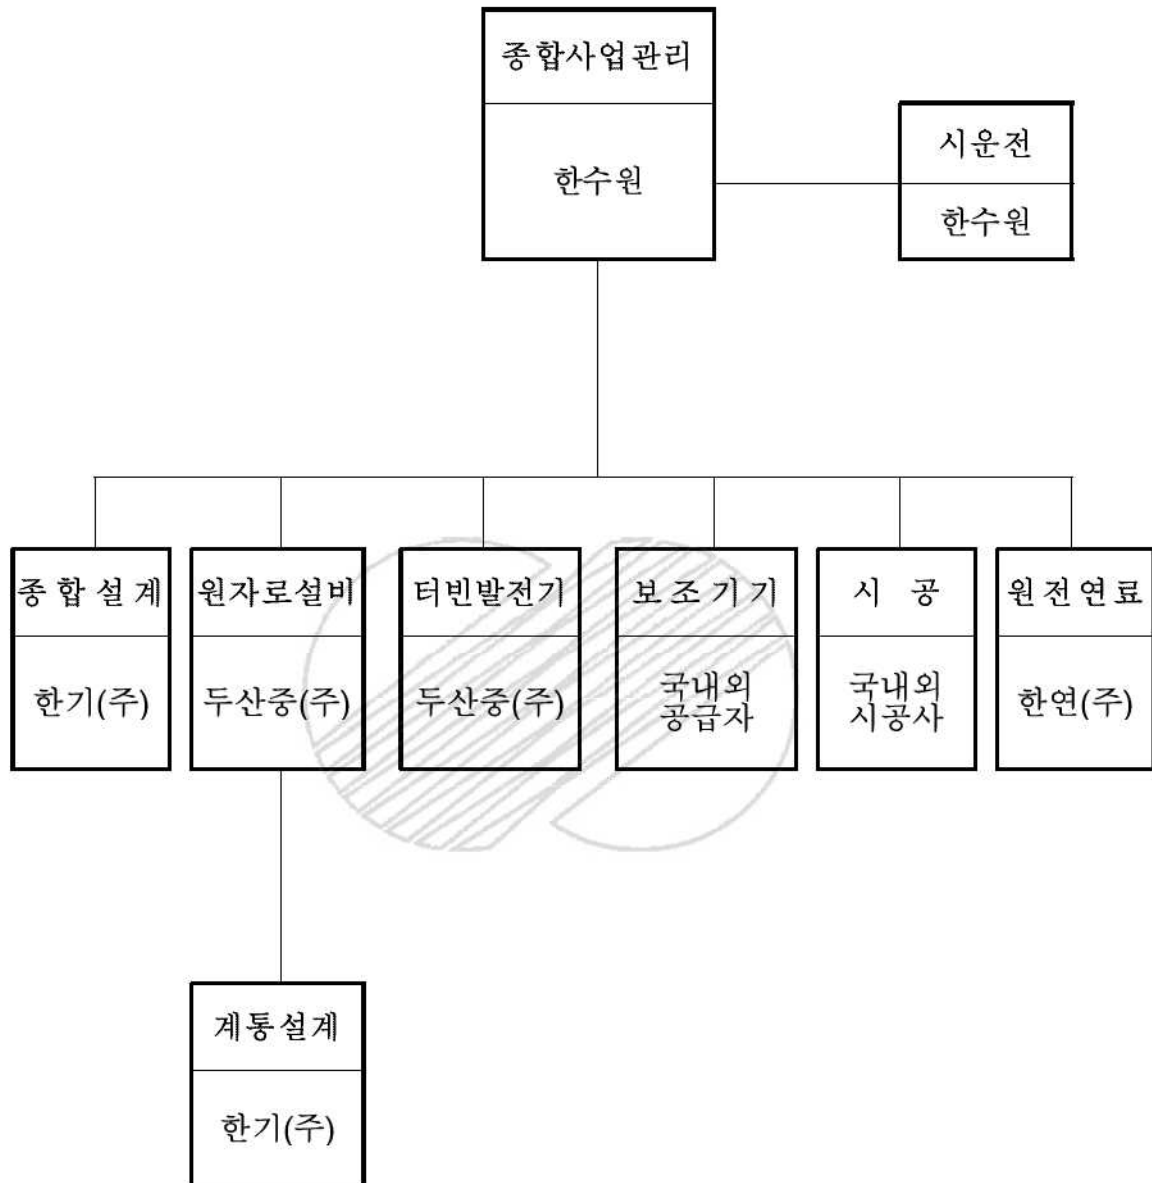 종합사업관리
한수원
시운전
한수원
종합설계
한기(주)
원자로설비
두산중(주)
터빈발전기
두산중(주)
보조기기
국내외
공급자
시 공
국내외
시공사
원전연료
한연(주)
계통설계
한기(주)